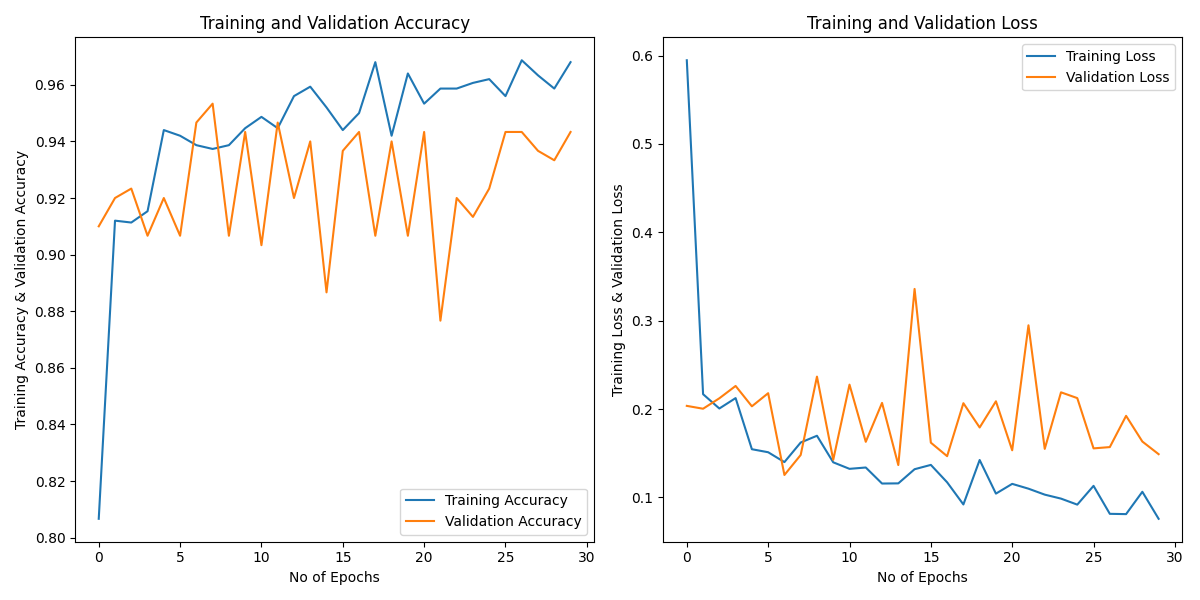 Training and Validation Accuracy
Training Accuracy & Validation Accuracy
0.96
0.94
0.92
0.90
0.88
0.86
0.84
0.82
0.80
0 5 10 15 20 25 30
No of Epochs
Training Accuracy
Validation Accuracy
Training and Validation Loss
Training Loss & Validation Loss
0.6
0.5
0.4
0.3
0.2
0.1
0 5 10 15 20 25 30
No of Epochs
Training Loss
Validation Loss